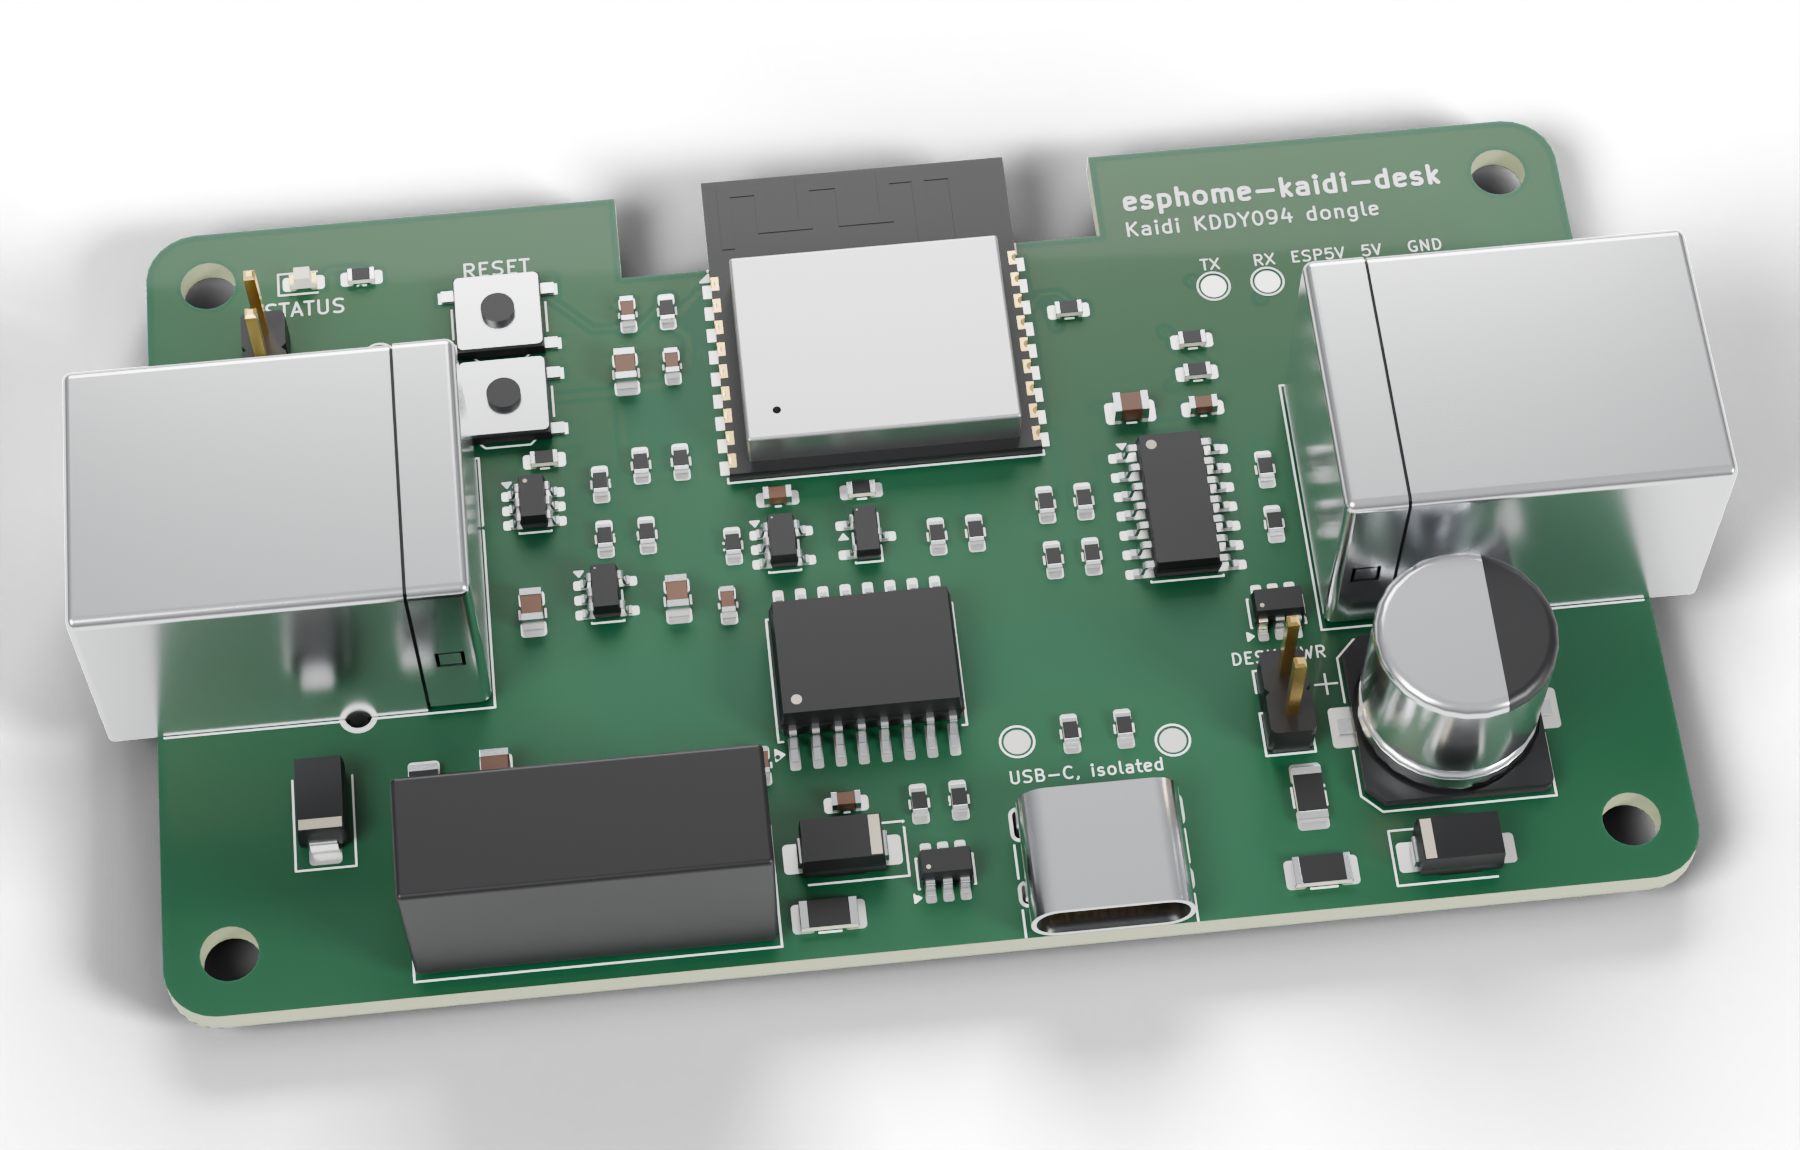 esphome-kaidi-desk
Kaidi KDDY094 dongle
TX RX ESP5V 5V GND
RESET
STATUS
+
USB-C, isolated